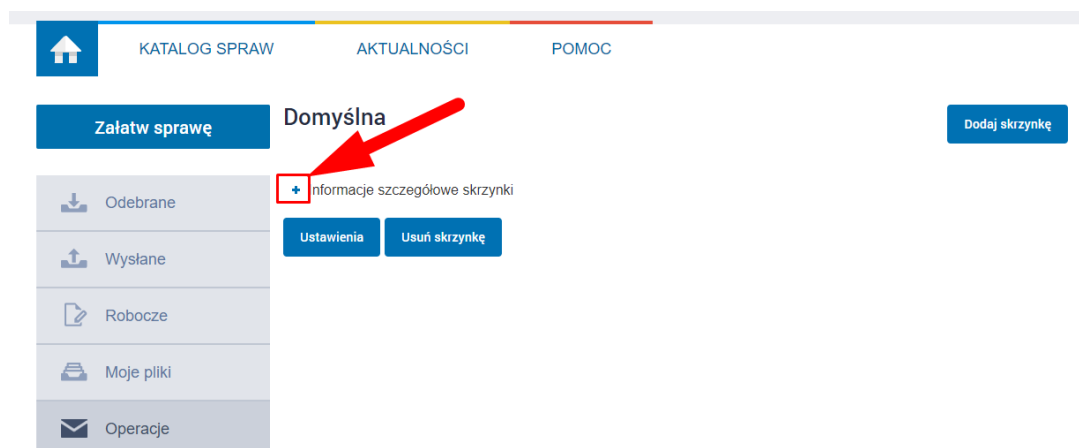 KATALOG SPRAW AKTUALNOŚCI POMOC
Załatw sprawę
Domyślna
Dodaj skrzynkę
+ nformacje szczegółowe skrzynki
Ustawienia Usuń skrzynkę
Odebrane
Wysłane
Robocze
Moje pliki
Operacje